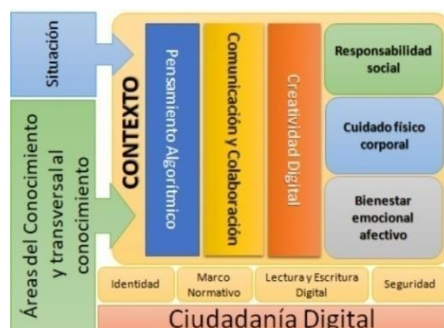 Situación
Áreas del Conocimiento
y transversal al
conocimiento
CONTEXTO
Pensamiento Algorítmico
Comunicación y Colaboración
Creatividad Digital
Responsabilidad
social
Cuidado físico
corporal
Bienestar
emocional
afectivo
Identidad
Marco
Normativo
Lectura y Escritura
Digital
Seguridad
Ciudadanía Digital